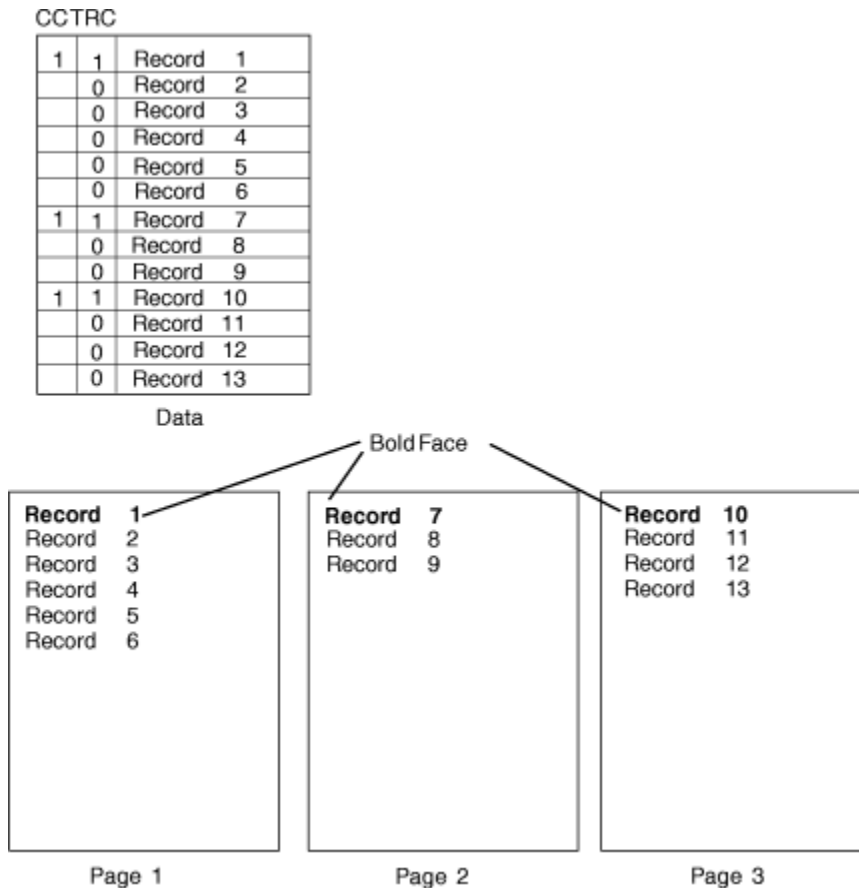 CCTRC
1 1 Record 1
0 Record 2
0 Record 3
0 Record 4
0 Record 5
0 Record 6
1 1 Record 7
0 Record 8
0 Record 9
1 1 Record 10
0 Record 11
0 Record 12
0 Record 13
Data
Bold Face
Record 1
Record 2
Record 3
Record 4
Record 5
Record 6
Page 1
Record 7
Record 8
Record 9
Page 2
Record 10
Record 11
Record 12
Record 13
Page 3